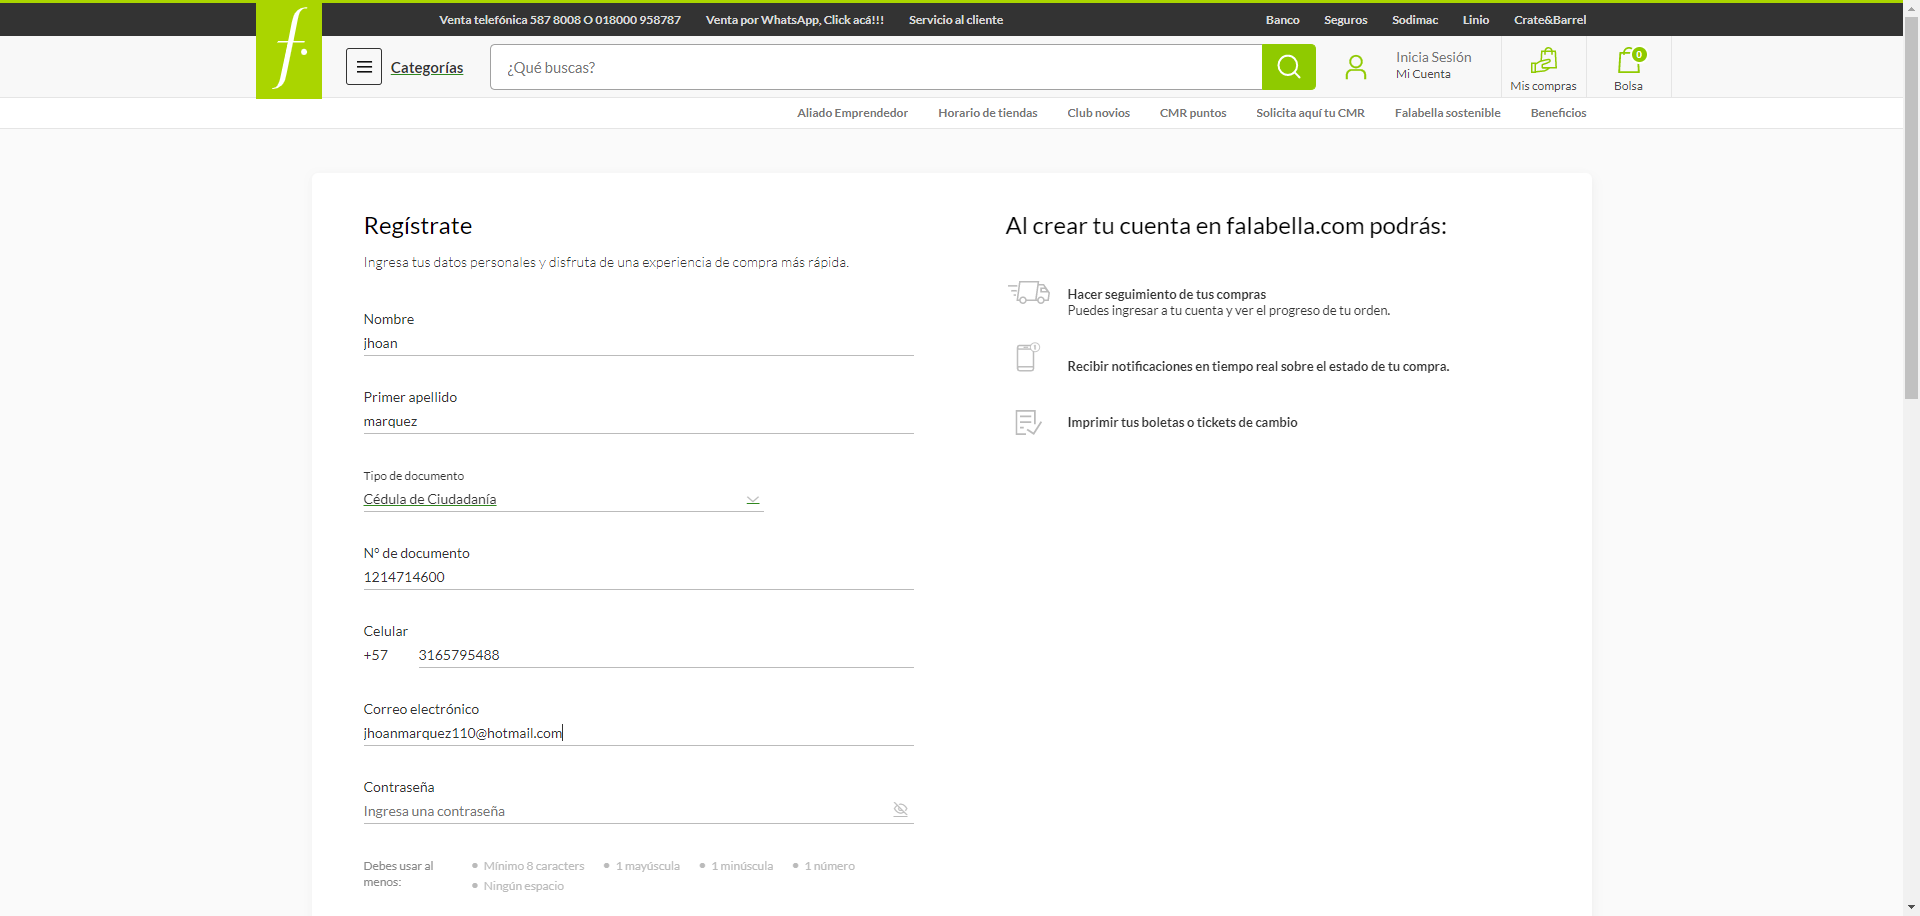 Venta telefónica 587 8008 O 018000 958787 Venta por WhatsApp, Click acá!!! Servicio al cliente Banco Seguros Sodimac Linio Crate&Barrel
f.
Categorías ¿Qué buscas? Inicia Sesión
Mi Cuenta
Mis compras
0
Bolsa
Aliado Emprendedor Horario de tiendas Club novios CMR puntos Solicita aquí tu CMR Falabella sostenible Beneficios
Regístrate
Ingresa tus datos personales y disfruta de una experiencia de compra más rápida.
Nombre
jhoan
Primer apellido
marquez
Tipo de documento
Cédula de Ciudadanía
N° de documento
1214714600
Celular
+57 3165795488
Correo electrónico
jhoanmarquez110@hotmail.com
Contraseña
Ingresa una contraseña
Debes usar al menos:
• Mínimo 8 caracters • 1 mayúscula • 1 minúscula • 1 número
• Ningún espacio
Al crear tu cuenta en falabella.com podrás:
Hacer seguimiento de tus compras
Puedes ingresar a tu cuenta y ver el progreso de tu orden.
Recibir notificaciones en tiempo real sobre el estado de tu compra.
Imprimir tus boletas o tickets de cambio